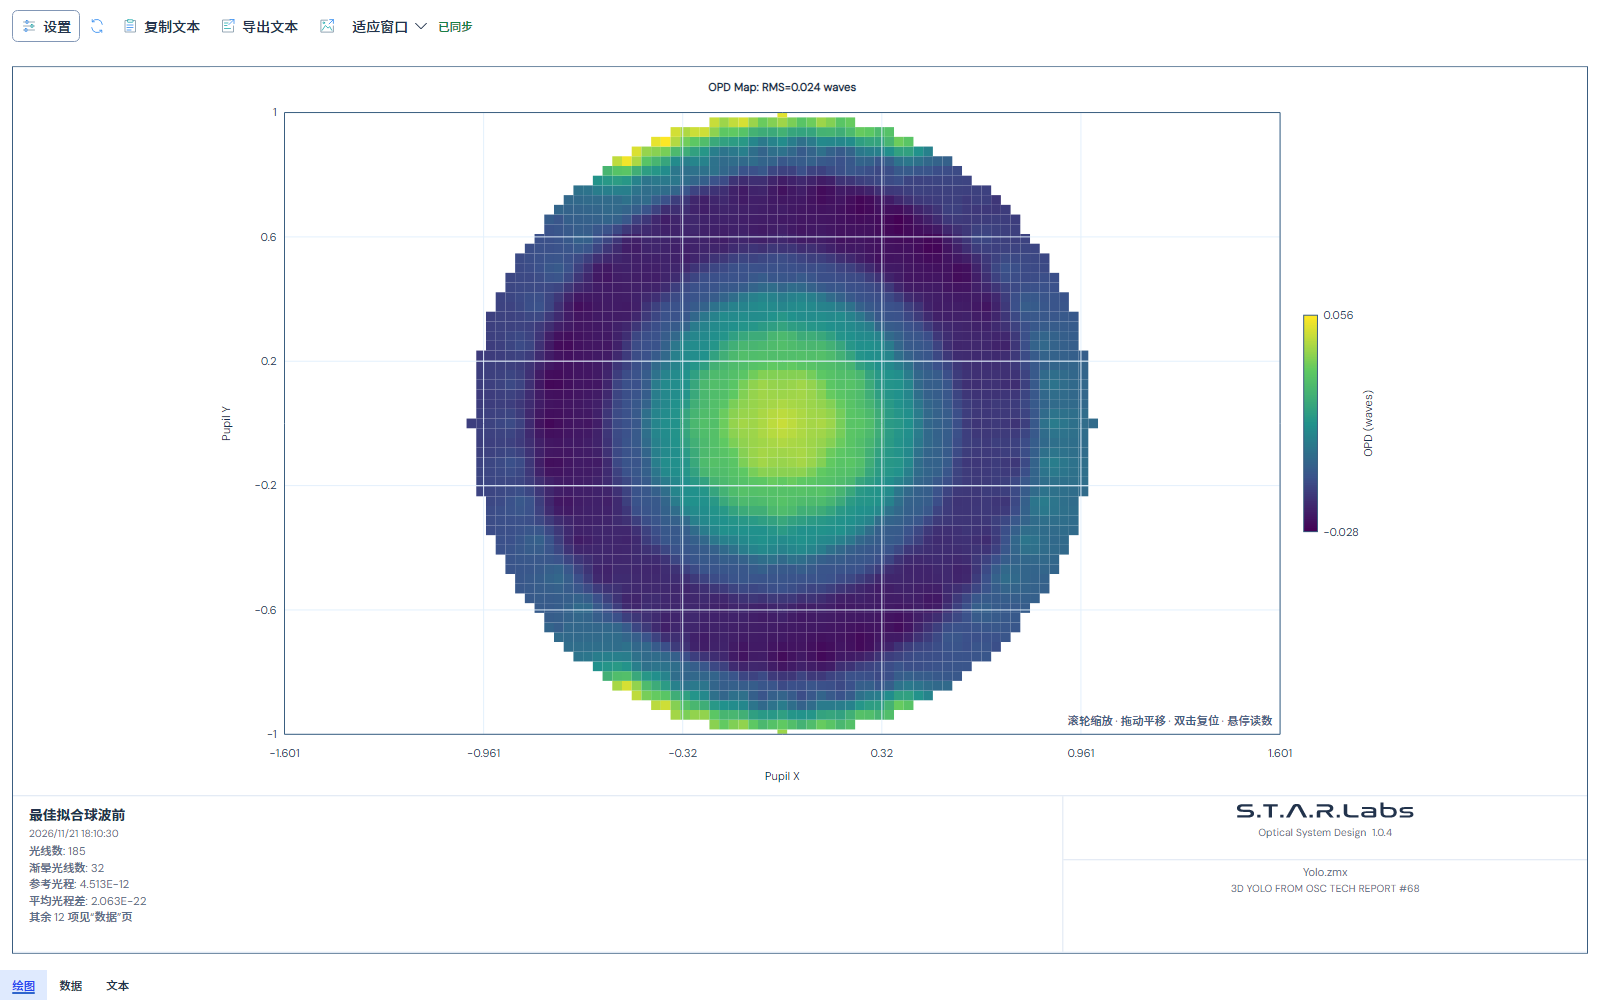 设置 复制文本 导出文本 适应窗口 已同步
OPD Map: RMS=0.024 waves
1
0.6
0.2
-0.2
-0.6
-1
Pupil Y
-1.601 -0.961 -0.32 0.32 0.961 1.601
Pupil X
滚轮缩放 · 拖动平移 · 双击复位 · 悬停读数
0.056
-0.028
OPD (waves)
最佳拟合球波前
2026/11/21 18:10:30
光线数: 185
渐晕光线数: 32
参考光程: 4.513E-12
平均光程差: 2.063E-22
其余 12 项见“数据”页
S.T.A.R.Labs
Optical System Design 1.0.4
Yolo.zmx
3D YOLO FROM OSC TECH REPORT #68
绘图 数据 文本